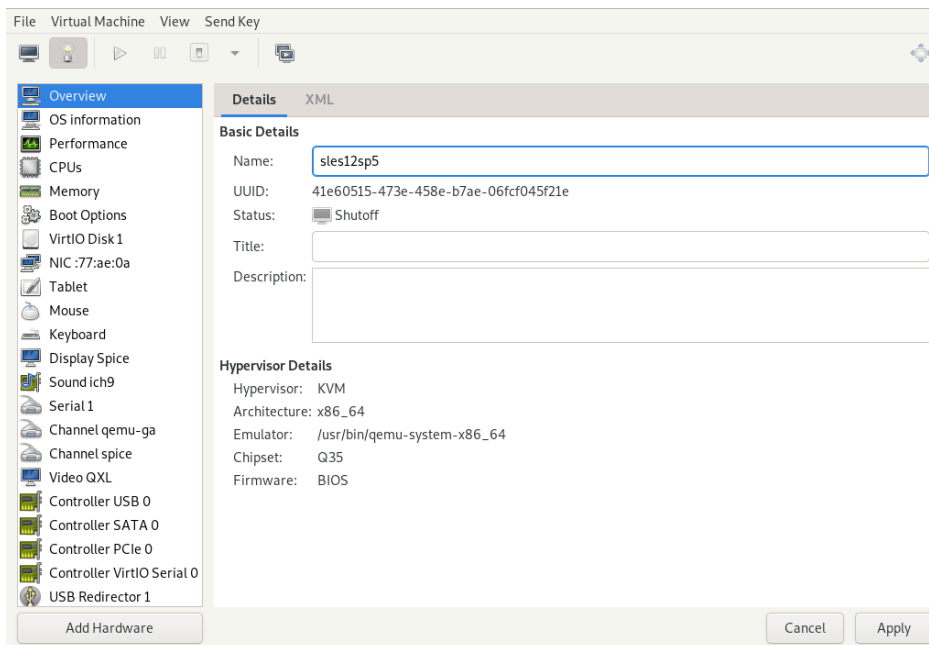 File Virtual Machine View Send Key
Overview
OS information
Performance
CPUs
Memory
Boot Options
VirtIO Disk 1
NIC :77:ae:0a
Tablet
Mouse
Keyboard
Display Spice
Sound ich9
Serial 1
Channel qemu-ga
Channel spice
Video QXL
Controller USB 0
Controller SATA 0
Controller PCIe 0
Controller VirtIO Serial 0
USB Redirector 1
Add Hardware
Details XML
Basic Details
Name: sles12sp5
UUID: 41e60515-473e-458e-b7ae-06fcf045f21e
Status: Shutoff
Title:
Description:
Hypervisor Details
Hypervisor: KVM
Architecture: x86_64
Emulator: /usr/bin/qemu-system-x86_64
Chipset: Q35
Firmware: BIOS
Cancel Apply